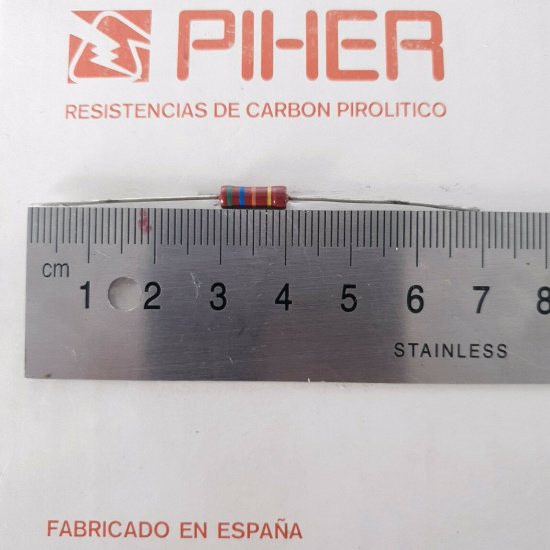 PIHER
RESISTENCIAS DE CARBON PIROLITICO
cm 1 2 3 4 5 6 7 8
STAINLESS
FABRICADO EN ESPAÑA